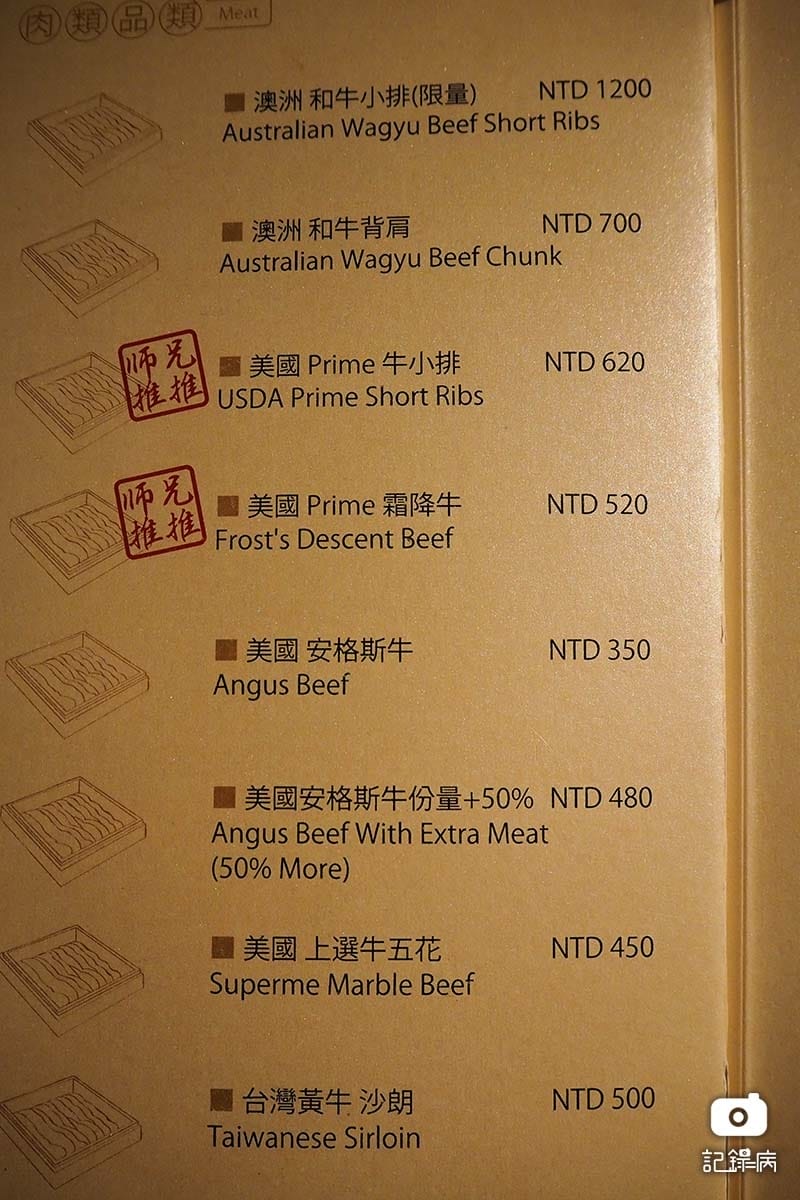 肉類品類 Meat
澳洲 和牛小排(限量) NTD 1200
Australian Wagyu Beef Short Ribs
澳洲 和牛背肩 NTD 700
Australian Wagyu Beef Chunk
师兄推推
美國 Prime 牛小排 NTD 620
USDA Prime Short Ribs
师兄推推
美國 Prime 霜降牛 NTD 520
Frost's Descent Beef
美國 安格斯牛 NTD 350
Angus Beef
美國安格斯牛份量+50% NTD 480
Angus Beef With Extra Meat
(50% More)
美國 上選牛五花 NTD 450
Superme Marble Beef
台灣黃牛 沙朗 NTD 500
Taiwanese Sirloin
記錄病